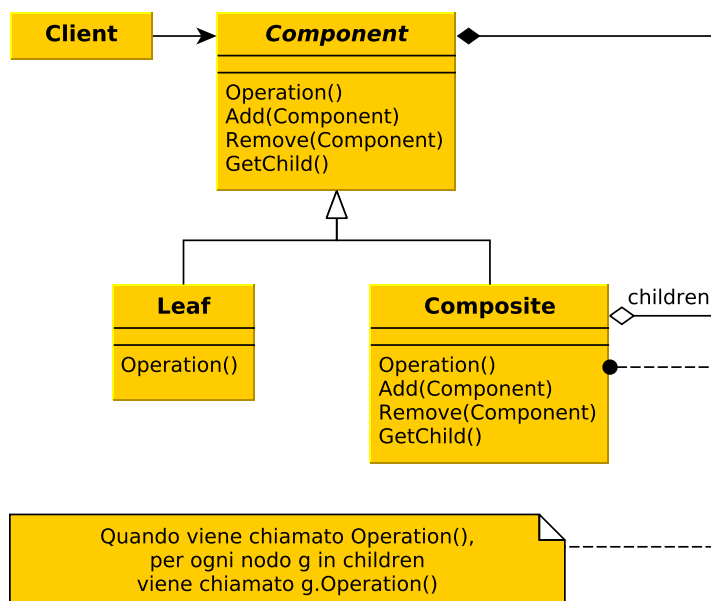 Client
Component
Operation()
Add(Component)
Remove(Component)
GetChild()
Leaf
Operation()
Composite
Operation()
Add(Component)
Remove(Component)
GetChild()
children
Quando viene chiamato Operation(),
per ogni nodo g in children
viene chiamato g.Operation()